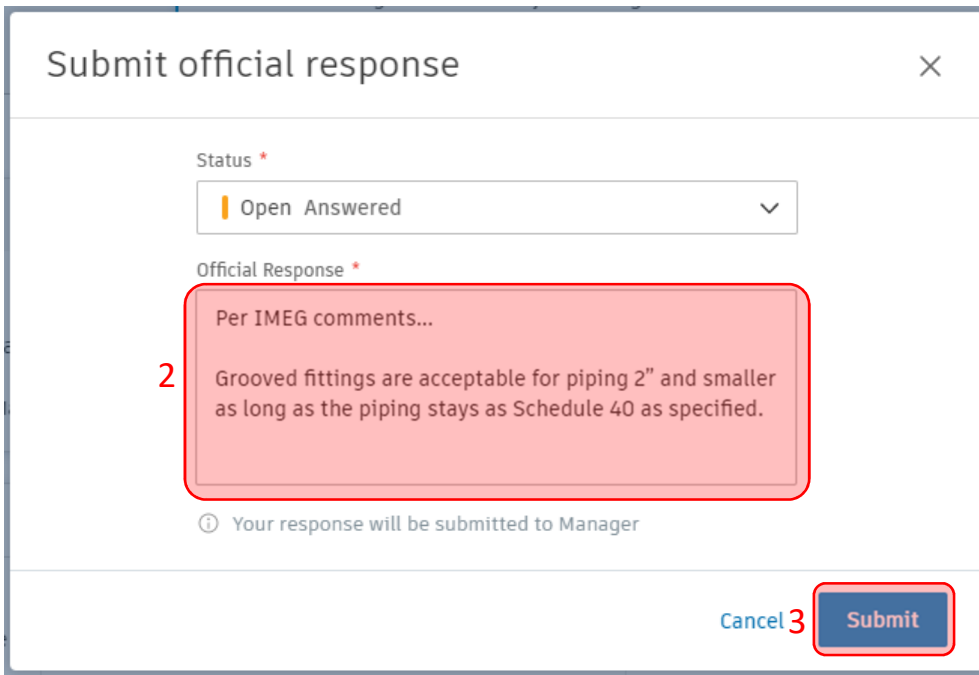 Submit official response
Status *
Open Answered
Official Response *
Per IMEG comments...
2
Grooved fittings are acceptable for piping 2” and smaller
as long as the piping stays as Schedule 40 as specified.
Your response will be submitted to Manager
Cancel
3
Submit